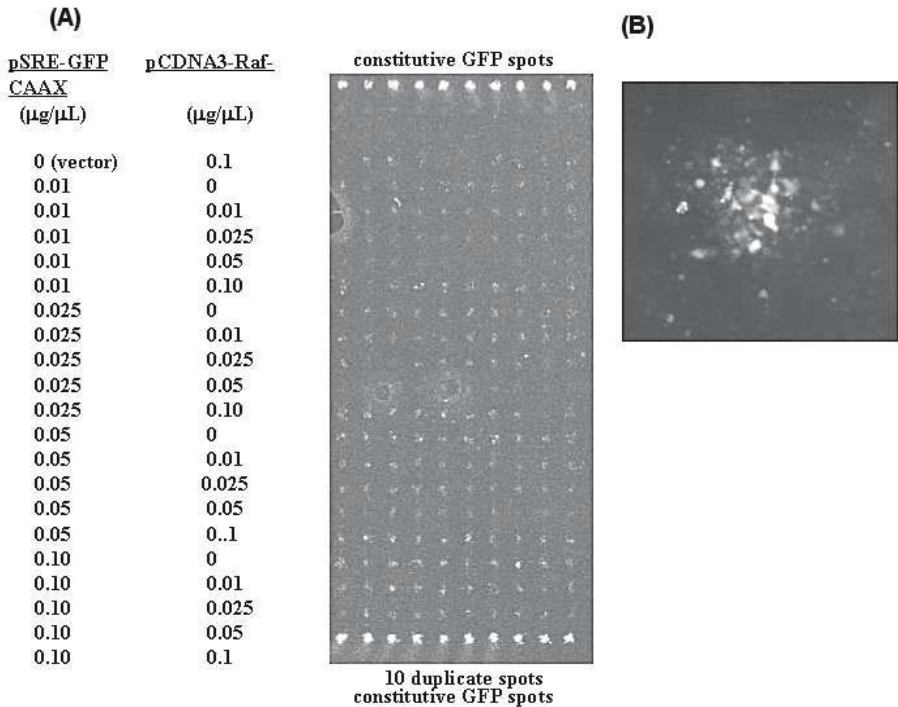 (A)
(B)
pSRE-GFP pCDNA3-Raf-
CAAX
(µg/µL) (µg/µL)
constitutive GFP spots
0 (vector) 0.1
0.01 0
0.01 0.01
0.01 0.025
0.01 0.05
0.01 0.10
0.025 0
0.025 0.01
0.025 0.025
0.025 0.05
0.025 0.10
0.05 0
0.05 0.01
0.05 0.025
0.05 0.05
0.05 0..1
0.10 0
0.10 0.01
0.10 0.025
0.10 0.05
0.10 0.1
10 duplicate spots
constitutive GFP spots